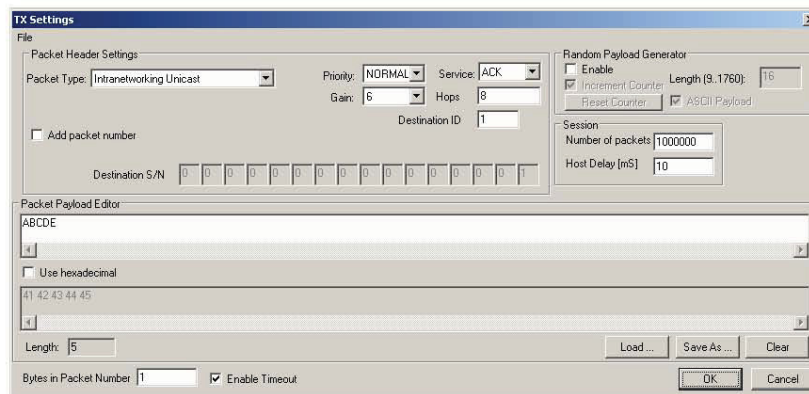 TX Settings
File
Packet Header Settings
Packet Type: Intranetworking Unicast
Priority: NORMAL Service: ACK
Gain: 6 Hops 8
Destination ID 1
Add packet number
Destination S/N 0 0 0 0 0 0 0 0 0 0 0 0 0 0 0 1
Random Payload Generator
Enable
Increment Counter Length (9..1760): 16
Reset Counter ASCII Payload
Session
Number of packets 1000000
Host Delay [mS] 10
Packet Payload Editor
ABCDE
Use hexadecimal
41 42 43 44 45
Length: 5
Load ... Save As ... Clear
Bytes in Packet Number 1 Enable Timeout
OK Cancel